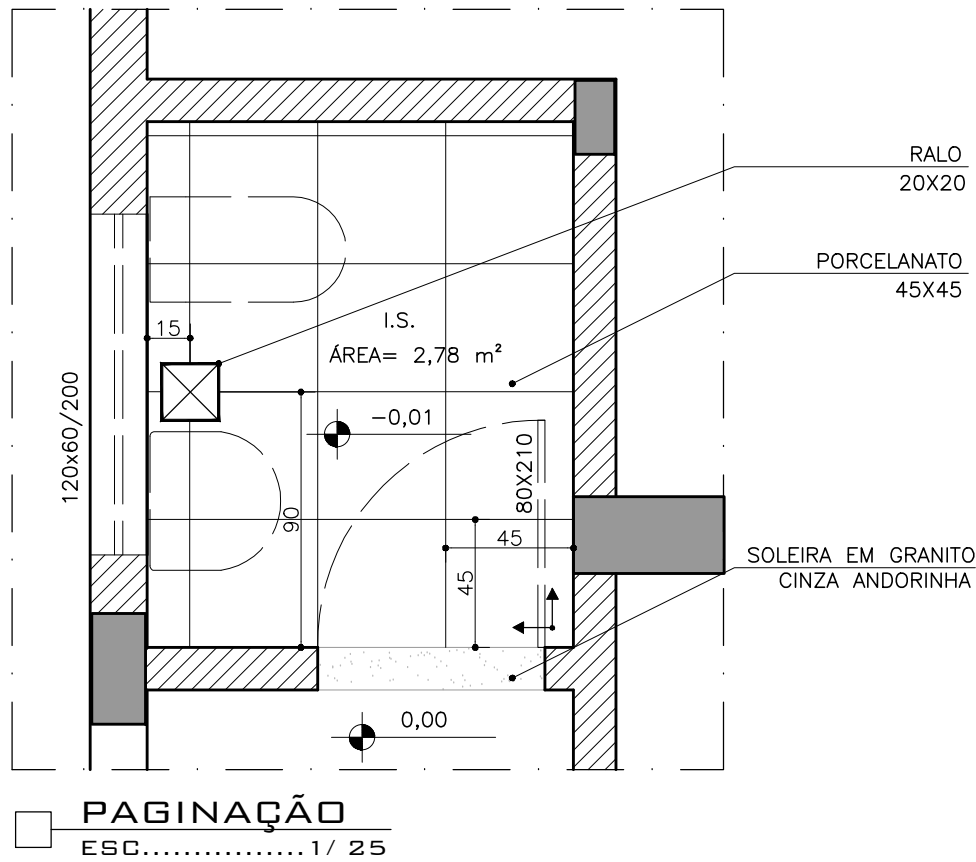 RALO
20X20
PORCELANATO
45X45
15
I.S.
ÁREA= 2,78 m²
120x60/200
-0,01
80X210
90
45
45
SOLEIRA EM GRANITO
CINZA ANDORINHA
0,00
PAGINAÇÃO
ESC................1/ 25